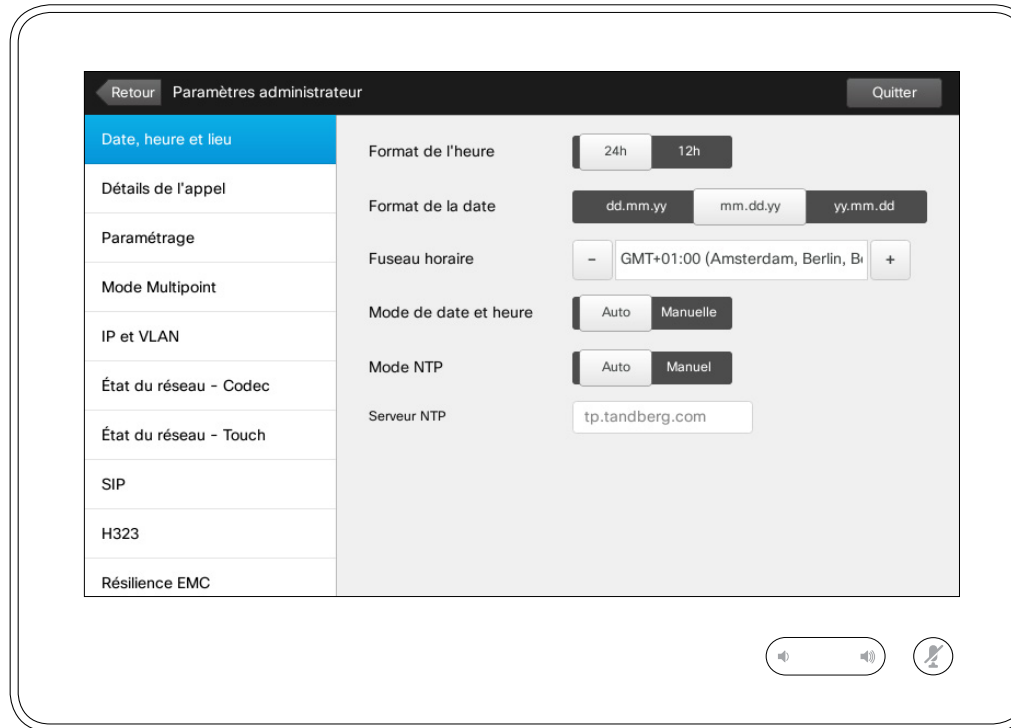 Retour Paramètres administrateur Quitter
Date, heure et lieu
Détails de l'appel
Paramétrage
Mode Multipoint
IP et VLAN
État du réseau - Codec
État du réseau - Touch
SIP
H323
Résilience EMC
Format de l'heure 24h 12h
Format de la date dd.mm.yy mm.dd.yy yy.mm.dd
Fuseau horaire - GMT+01:00 (Amsterdam, Berlin, +
Mode de date et heure Auto Manuelle
Mode NTP Auto Manuel
Serveur NTP tp.tandberg.com